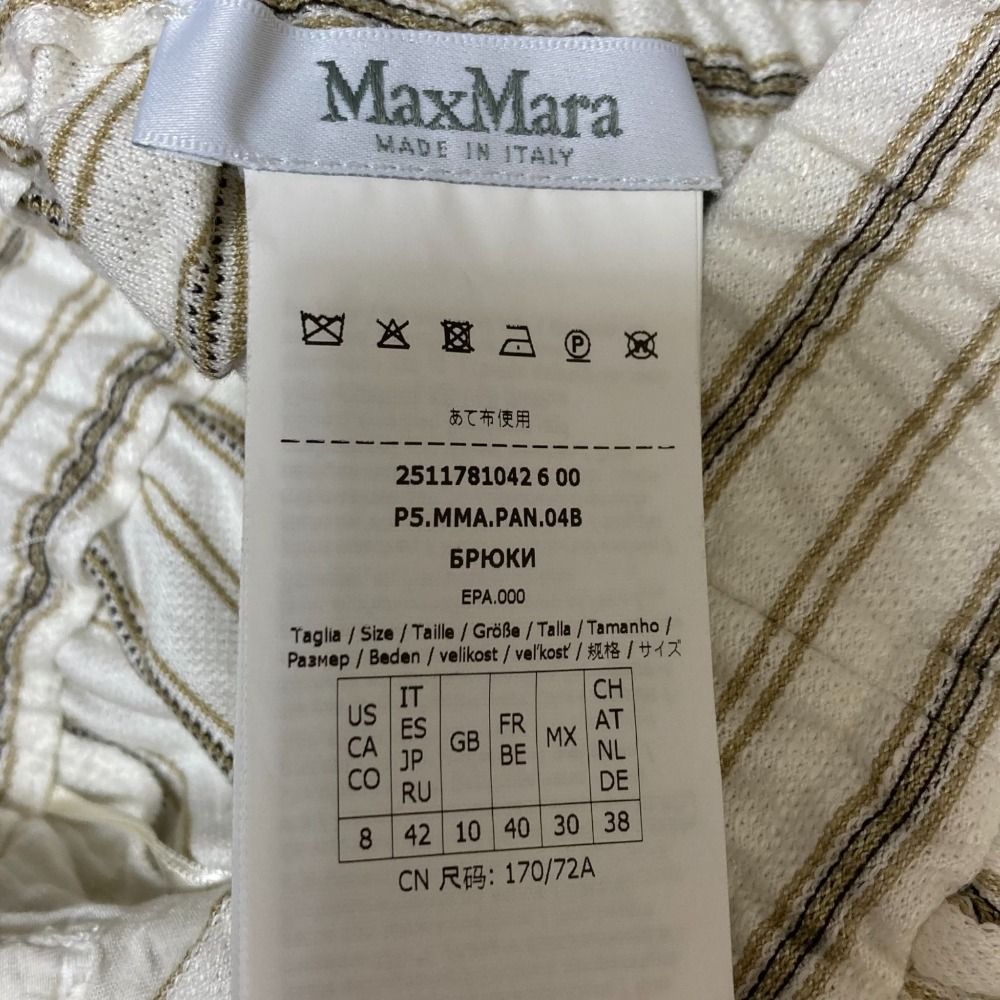 MaxMara
MADE IN ITALY
P
W
あて布使用
2511781042 6 00
P5.MMA.PAN.04B
БРЮКИ
EPA.000
Taglia / Size / Taille / Größe / Talla / Tamanho /
Размер / Beden / velikost / veľkosť / 规格 / サイズ
US CA CO IT ES JP RU GB FR BE MX CH AT NL DE
8 42 10 40 30 38
CN 尺码: 170/72A